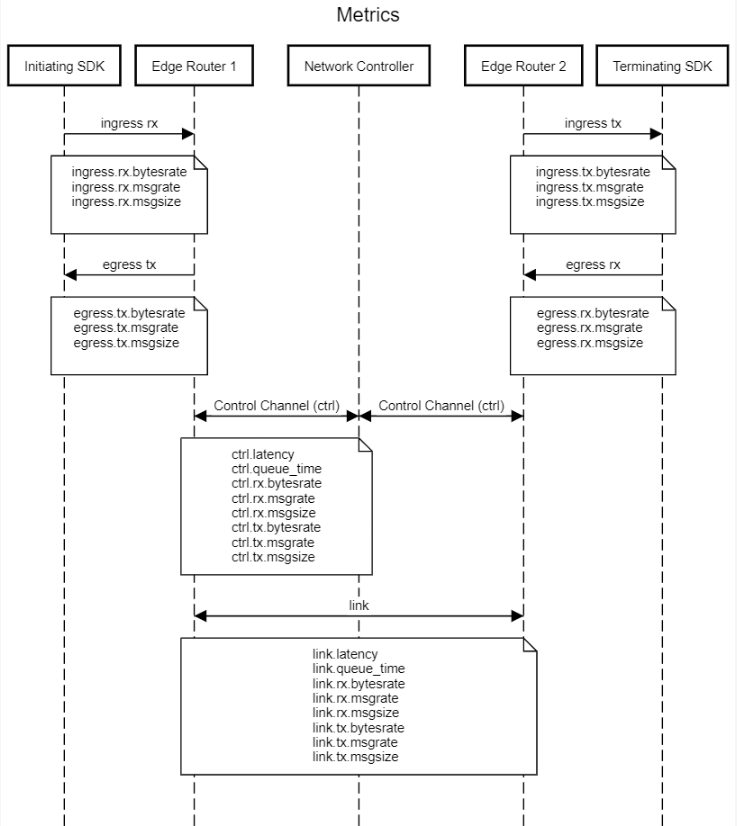 Metrics
Initiating SDK
Edge Router 1
Network Controller
Edge Router 2
Terminating SDK
ingress rx
ingress tx
ingress.rx.bytesrate
ingress.rx.msgrate
ingress.rx.msgsize
ingress.tx.bytesrate
ingress.tx.msgrate
ingress.tx.msgsize
egress tx
egress rx
egress.tx.bytesrate
egress.tx.msgrate
egress.tx.msgsize
egress.rx.bytesrate
egress.rx.msgrate
egress.rx.msgsize
Control Channel (ctrl)
Control Channel (ctrl)
ctrl.latency
ctrl.queue_time
ctrl.rx.bytesrate
ctrl.rx.msgrate
ctrl.rx.msgsize
ctrl.tx.bytesrate
ctrl.tx.msgrate
ctrl.tx.msgsize
link
link.latency
link.queue_time
link.rx.bytesrate
link.rx.msgrate
link.rx.msgsize
link.tx.bytesrate
link.tx.msgrate
link.tx.msgsize